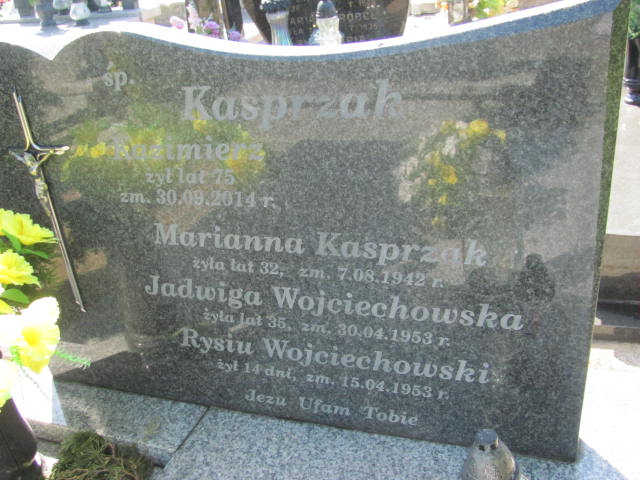 śp.
Kasprzak
Kazimierz
żył lat 75
zm. 30.09.2014 r.
Marianna Kasprzak
żyła lat 32, zm. 7.08.1942 r.
Jadwiga Wojciechowska
żyła lat 35, zm. 30.04.1953 r.
Rysiu Wojciechowski
żył 14 dni, zm. 15.04.1953 r.
Jezu Ufam Tobie